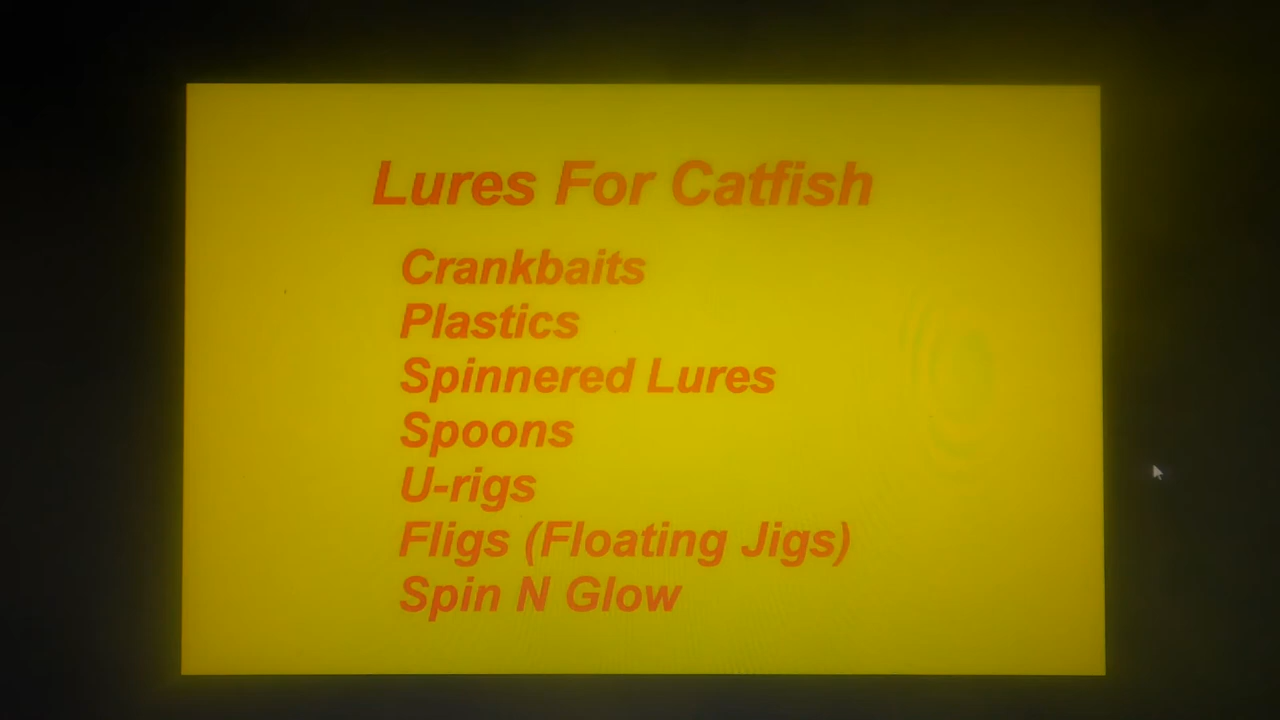 Lures For Catfish
Crankbaits
Plastics
Spinnered Lures
Spoons
U-rigs
Fligs (Floating Jigs)
Spin N Glow